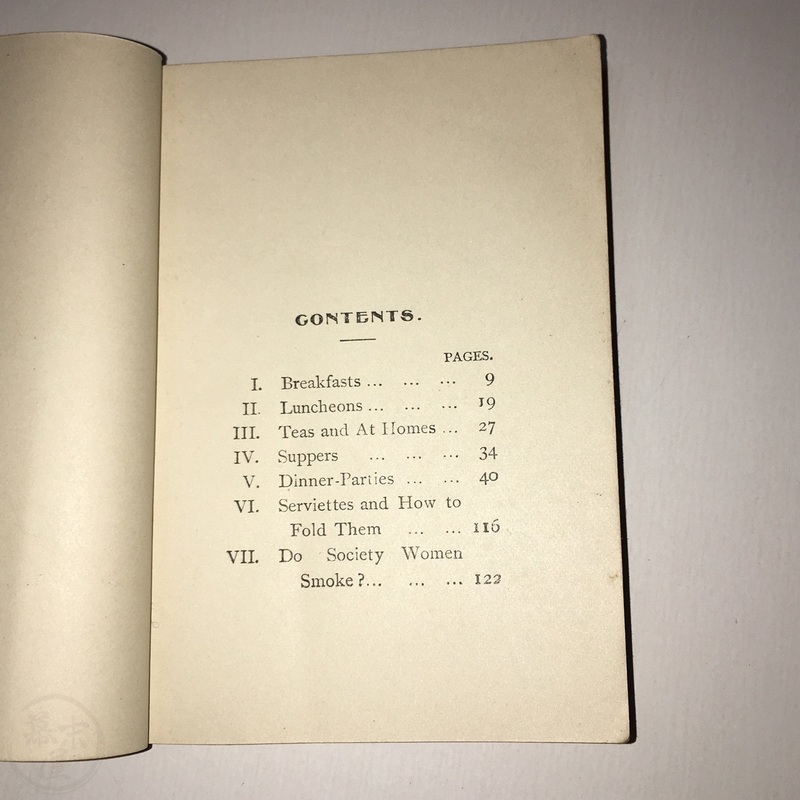 CONTENTS.
PAGES.
I. Breakfasts ... ... ... 9
II. Luncheons ... ... ... 19
III. Teas and At Homes ... 27
IV. Suppers ... ... ... 34
V. Dinner-Parties ... ... 40
VI. Serviettes and How to
Fold Them ... ... 116
VII. Do Society Women
Smoke?... ... ... 122